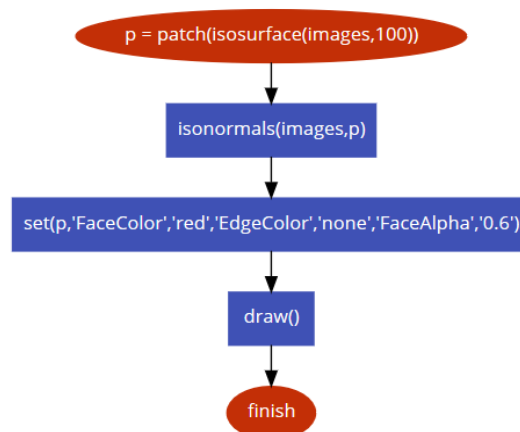 p = patch(isosurface(images,100))
isonormals(images,p)
set(p,'FaceColor','red','EdgeColor','none','FaceAlpha','0.6')
draw()
finish